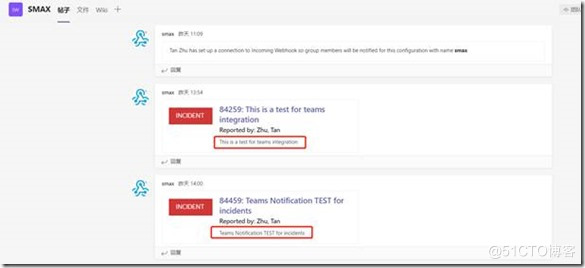 SMAX 帖子 文件 Wiki +
smax 昨天 11:09
Tan Zhu has set up a connection to Incoming Webhook so group members will be notified for this configuration with name smax
回复
smax 昨天 13:54
INCIDENT
84259: This is a test for teams
integration
Reported by: Zhu, Tan
This is a test for teams integration
回复
smax 昨天 14:00
INCIDENT
84459: Teams Notification TEST for
incidents
Reported by: Zhu, Tan
Teams Notification TEST for incidents
回复
@51CTO博客